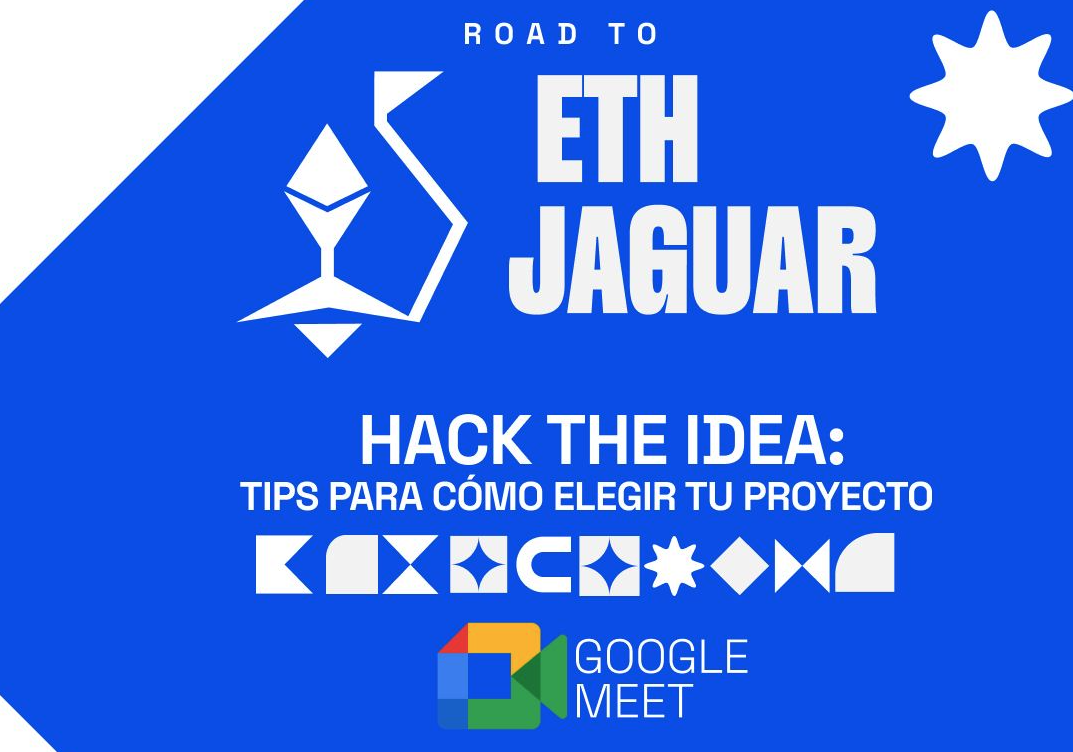 ROAD TO
ETH
JAGUAR
HACK THE IDEA:
TIPS PARA CÓMO ELEGIR TU PROYECTO
GOOGLE
MEET